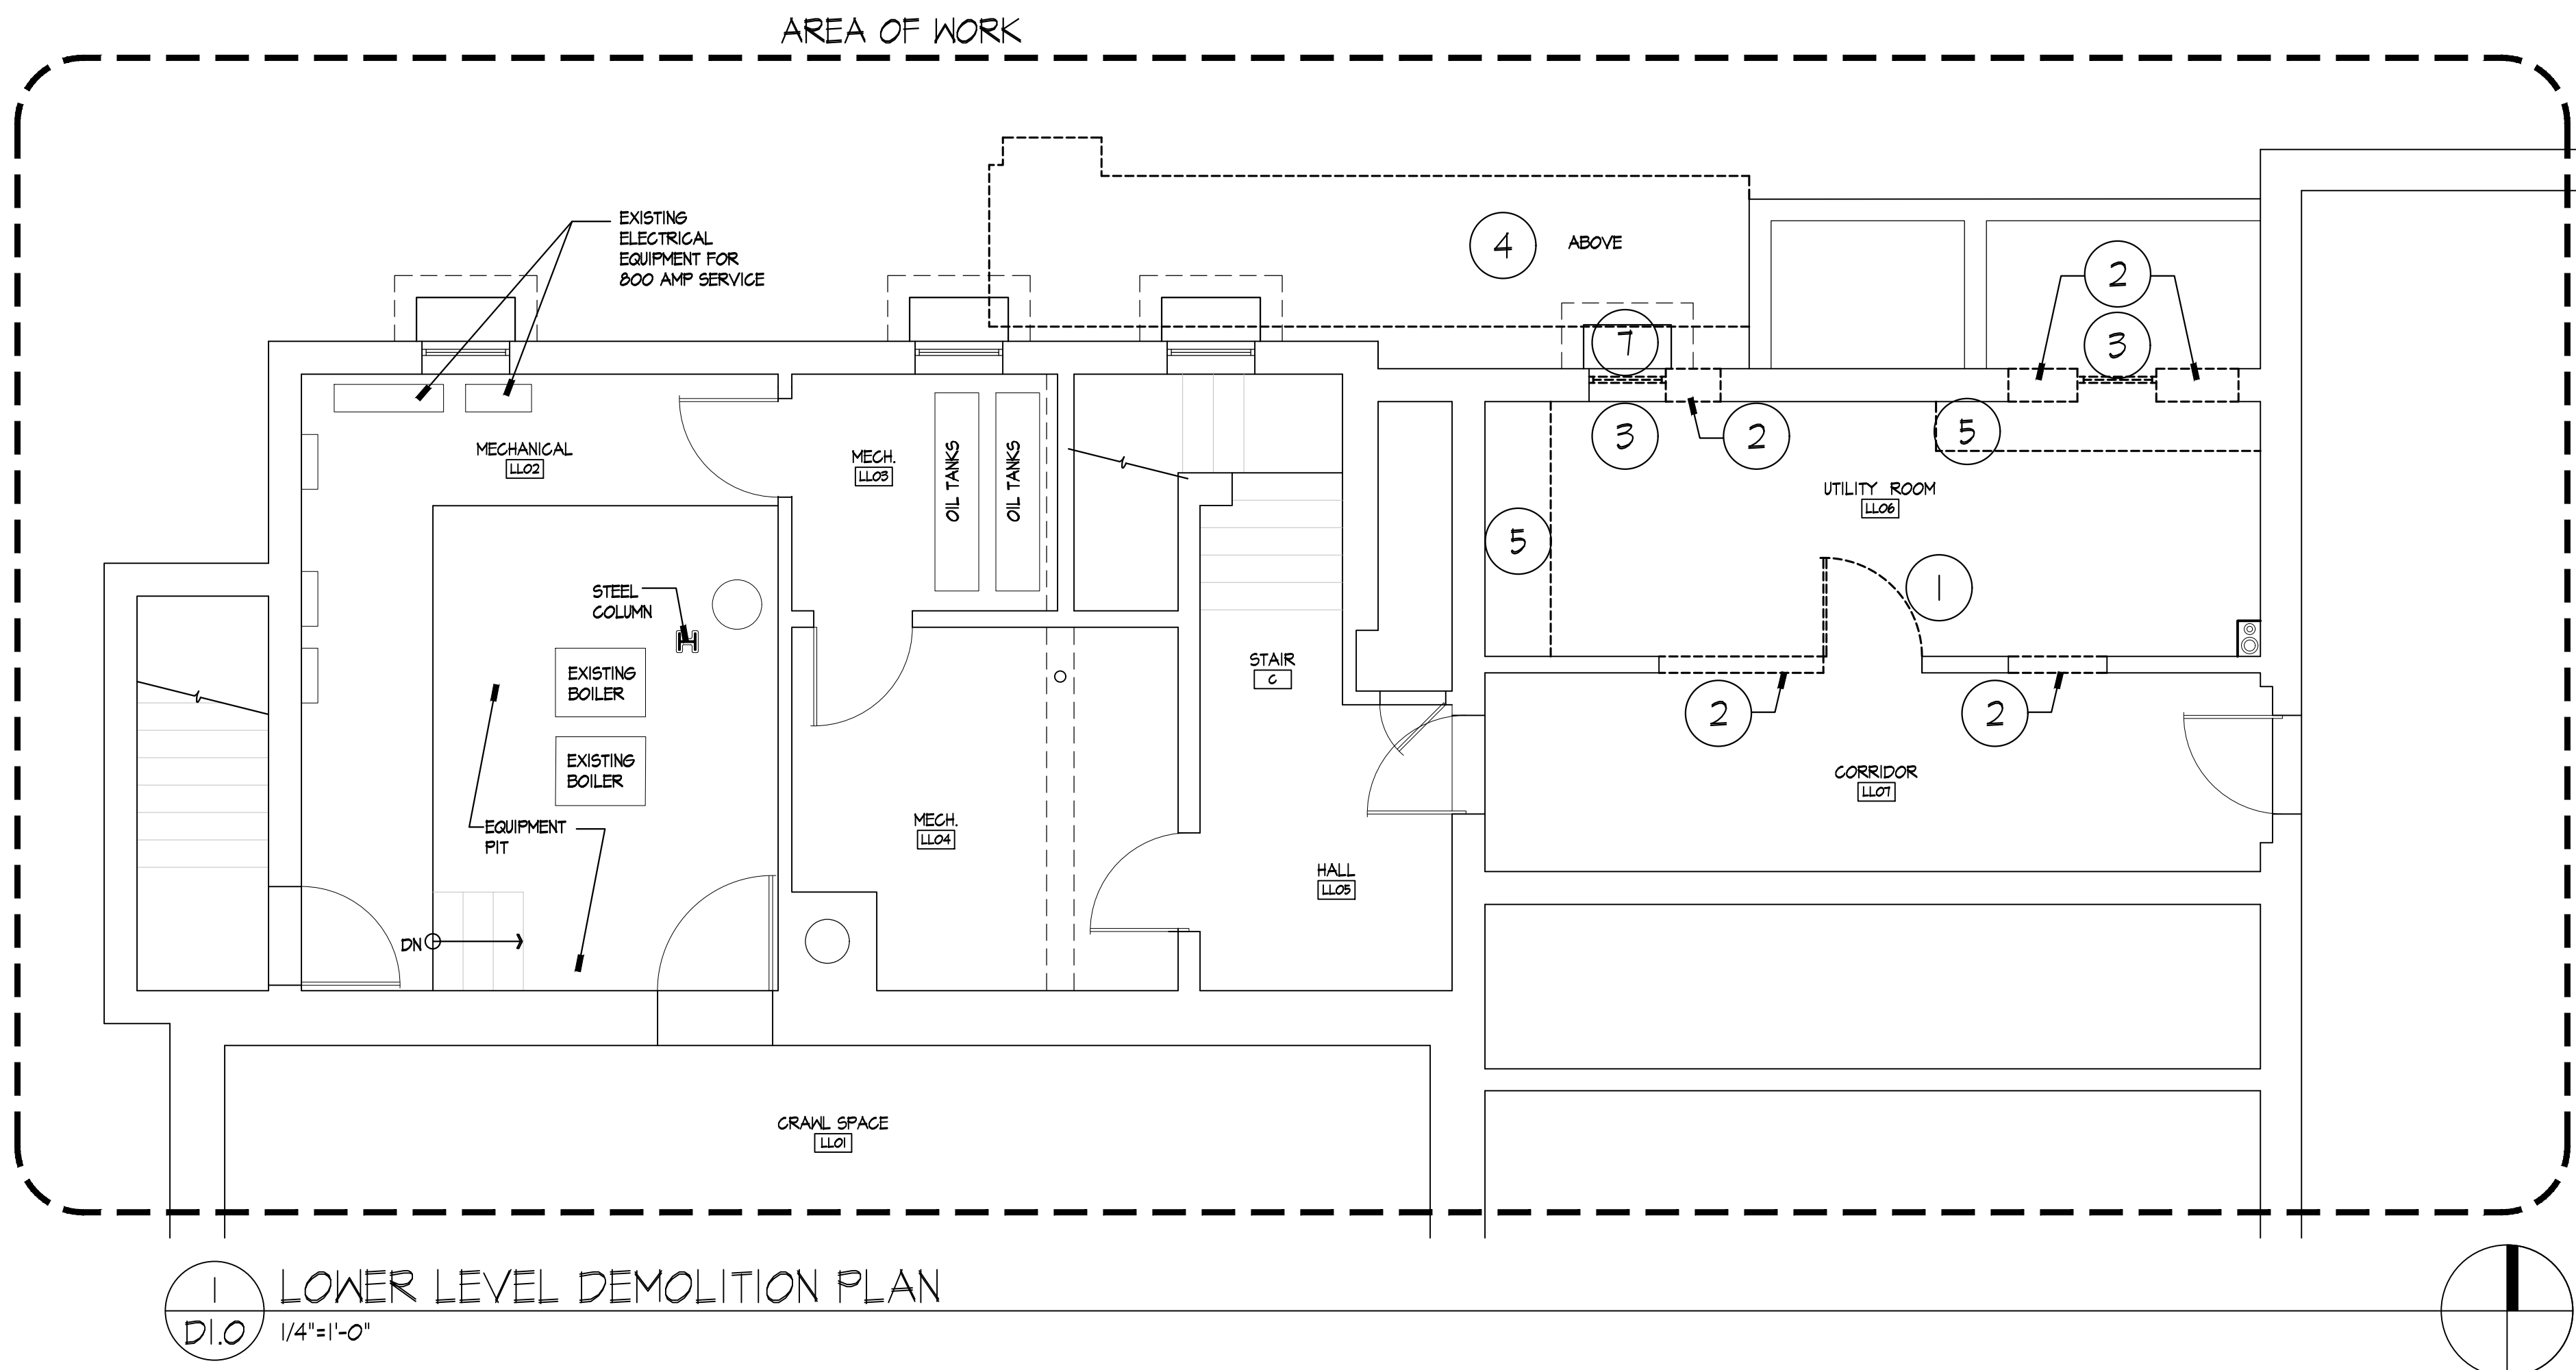 AREA OF WORK
EXISTING
ELECTRICAL
EQUIPMENT FOR
800 AMP SERVICE
4
ABOVE
2
7
3
3
2
5
MECHANICAL
LL02
MECH.
LL03
OIL TANKS
OIL TANKS
UTILITY ROOM
LL06
5
1
STEEL
COLUMN
EXISTING
BOILER
STAIR
C
2
2
EXISTING
BOILER
CORRIDOR
LL07
EQUIPMENT
PIT
MECH.
LL04
HALL
LL05
DN
CRAWL SPACE
LL01
1
D1.0
LOWER LEVEL DEMOLITION PLAN
1/4"=1'-0"